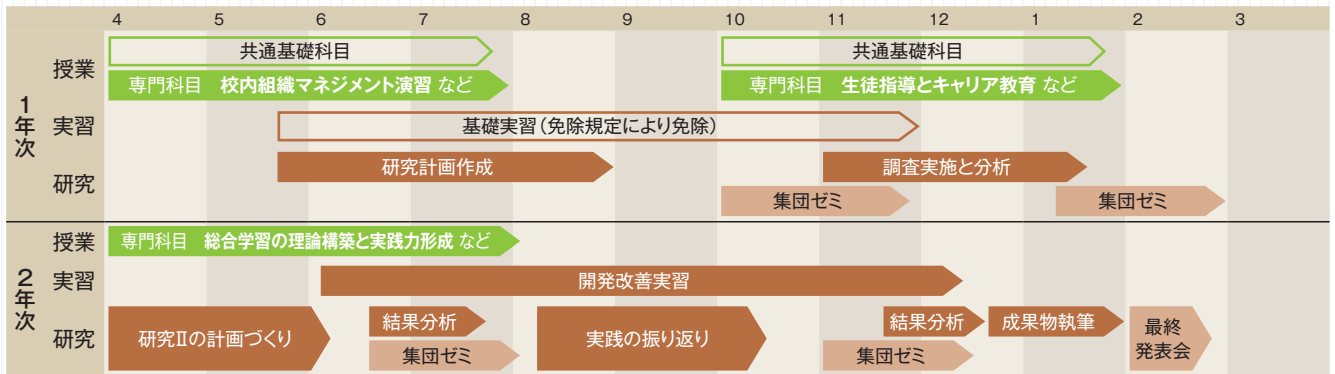 4 5 6 7 8 9 10 11 12 1 2 3
1年次
授業
共通基礎科目 共通基礎科目
専門科目 校内組織マネジメント演習 など 専門科目 生徒指導とキャリア教育 など
実習
基礎実習(免除規定により免除)
研究
研究計画作成 調査実施と分析
集団ゼミ 集団ゼミ
2年次
授業
専門科目 総合学習の理論構築と実践力形成 など
実習
開発改善実習
研究
研究Ⅱの計画づくり
結果分析
集団ゼミ
実践の振り返り
結果分析
集団ゼミ
成果物執筆
最終
発表会